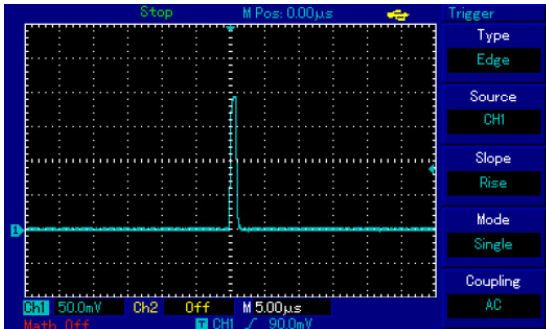 Stop M Pos: 0.00μs Trigger
Type
Edge
Source
CH1
Slope
Rise
Mode
Single
Coupling
AC
1
Ch1 50.0mV Ch2 Off M 5.00μs
Math Off T CH1 90.0mV